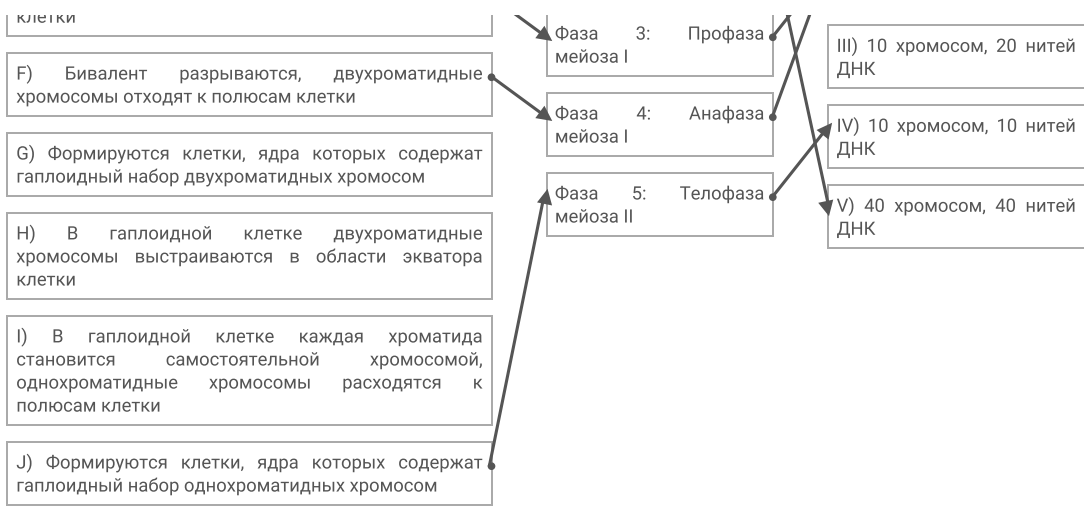 клетки
F) Бивалент разрываются, двухроматидные
хромосомы отходят к полюсам клетки
G) Формируются клетки, ядра которых содержат
гаплоидный набор двухроматидных хромосом
H) В гаплоидной клетке двухроматидные
хромосомы выстраиваются в области экватора
клетки
I) В гаплоидной клетке каждая хроматида
становится самостоятельной хромосомой,
однохроматидные хромосомы расходятся к
полюсам клетки
J) Формируются клетки, ядра которых содержат
гаплоидный набор однохроматидных хромосом
Фаза 3: Профаза
мейоза I
Фаза 4: Анафаза
мейоза I
Фаза 5: Телофаза
мейоза II
III) 10 хромосом, 20 нитей
ДНК
IV) 10 хромосом, 10 нитей
ДНК
V) 40 хромосом, 40 нитей
ДНК